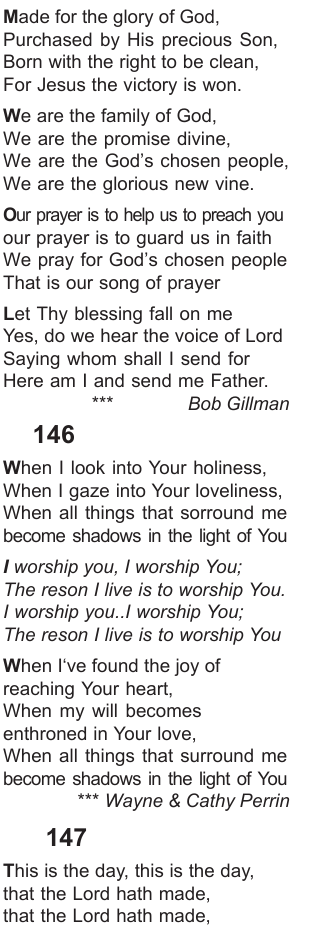 Made for the glory of God,
Purchased by His precious Son,
Born with the right to be clean,
For Jesus the victory is won.
We are the family of God,
We are the promise divine,
We are the God's chosen people,
We are the glorious new vine.
Our prayer is to help us to preach you
our prayer is to guard us in faith
We pray for God's chosen people
That is our song of prayer
Let Thy blessing fall on me
Yes, do we hear the voice of Lord
Saying whom shall I send for
Here am I and send me Father.
*** Bob Gillman
146
When I look into Your holiness,
When I gaze into Your loveliness,
When all things that sorround me
become shadows in the light of You
I worship you, I worship You;
The reson I live is to worship You.
I worship you..I worship You;
The reson I live is to worship You
When I‘ve found the joy of
reaching Your heart,
When my will becomes
enthroned in Your love,
When all things that surround me
become shadows in the light of You
*** Wayne & Cathy Perrin
147
This is the day, this is the day,
that the Lord hath made,
that the Lord hath made,